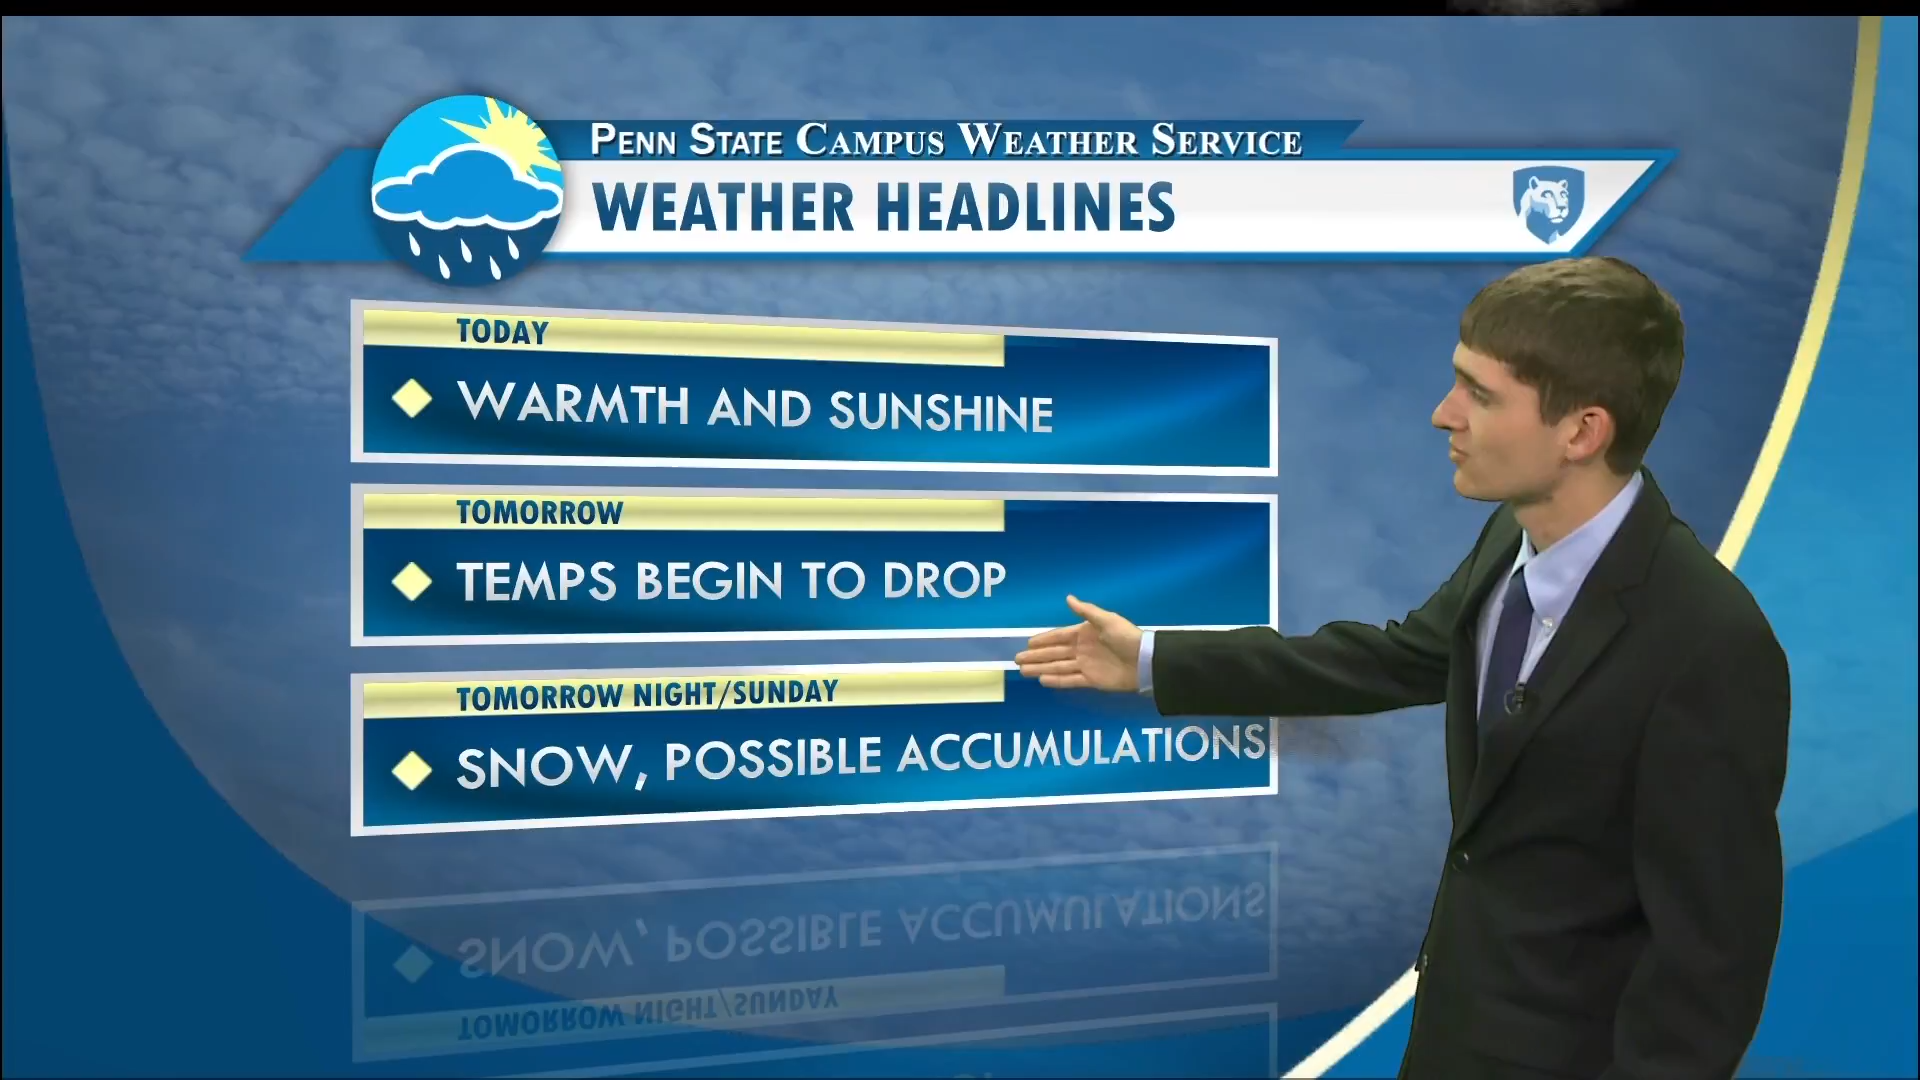 PENN STATE CAMPUS WEATHER SERVICE
WEATHER HEADLINES
TODAY
WARMTH AND SUNSHINE
TOMORROW
TEMPS BEGIN TO DROP
TOMORROW NIGHT/SUNDAY
SNOW, POSSIBLE ACCUMULATIONS
SNOW, POSSIBLE ACCUMULATIONS
TOMORROW NIGHT/SUNDAY